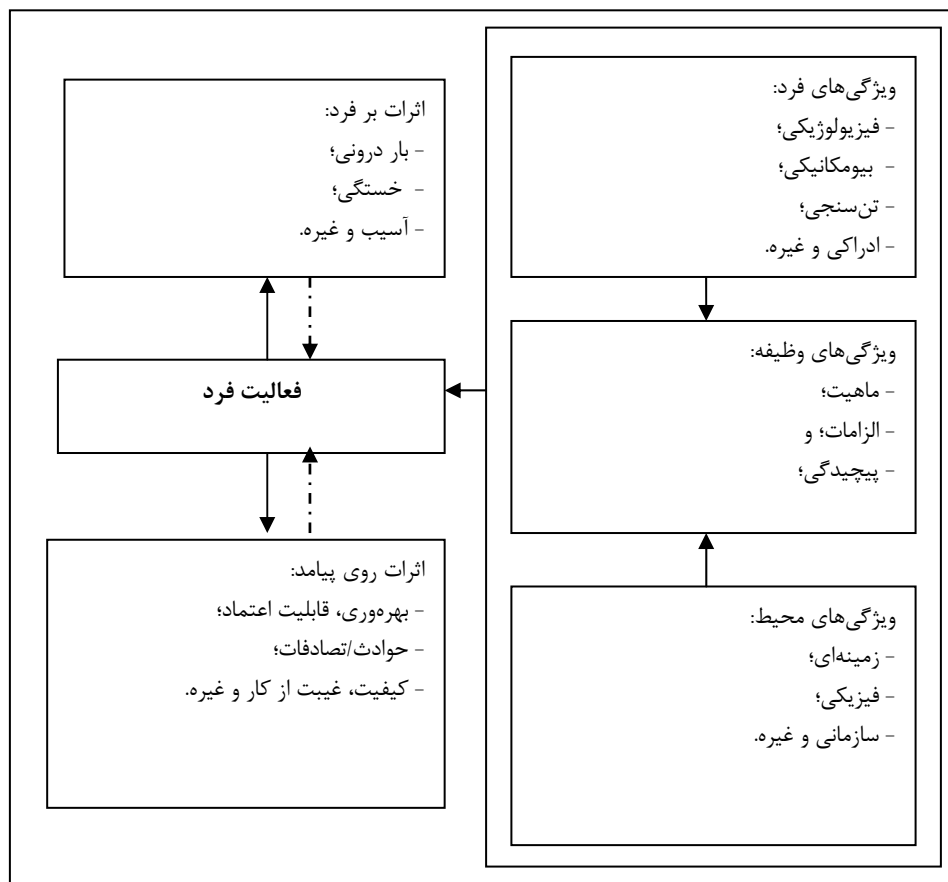 ویژگی‌های فرد:
- فیزیولوژیکی؛
- بیومکانیکی؛
- تن‌سنجی؛
- ادراکی و غیره.
ویژگی‌های وظیفه:
- ماهیت؛
- الزامات؛ و
- پیچیدگی؛
ویژگی‌های محیط:
- زمینه‌ای؛
- فیزیکی؛
- سازمانی و غیره.
اثرات بر فرد:
- بار درونی؛
- خستگی؛
- آسیب و غیره.
فعالیت فرد
اثرات روی پیامد:
- بهره‌وری، قابلیت اعتماد؛
- حوادث/تصادفات؛
- کیفیت، غیبت از کار و غیره.